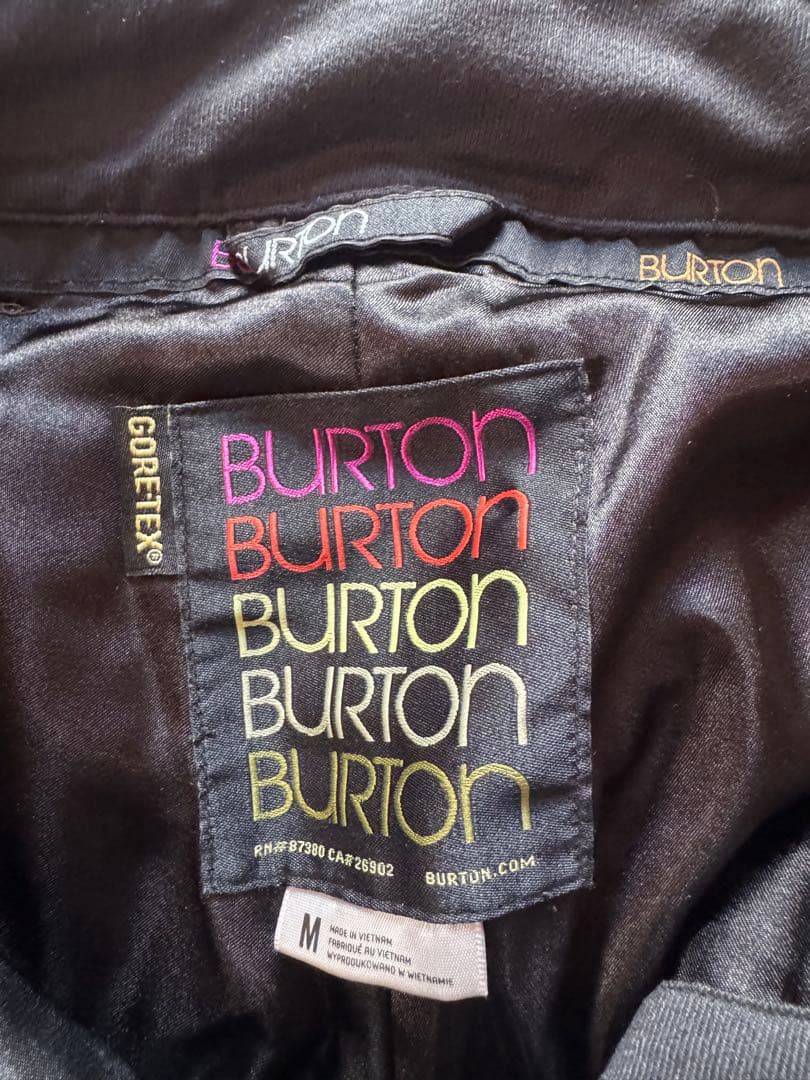 BURTON
BURTON
GORE-TEX®
BURTON
BURTON
BURTON
BURTON
BURTON
RN#87380 CA#26902 BURTON.COM
M
MADE IN VIETNAM
FABRIQUÉ AU VIETNAM
WYPRODUKOWANO W WIETNAMIE